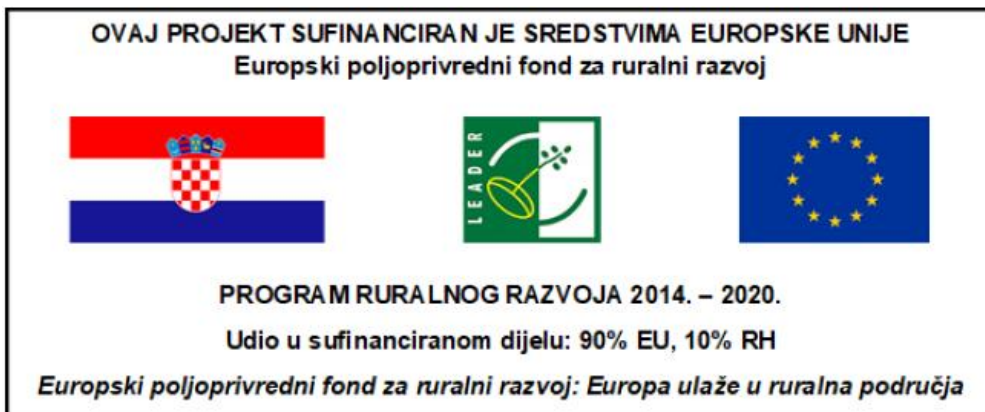 OVAJ PROJEKT SUFINANCIRAN JE SREDSTVIMA EUROPSKE UNIJE
Europski poljoprivredni fond za ruralni razvoj
LEADER
PROGRAM RURALNOG RAZVOJA 2014. – 2020.
Udio u sufinanciranom dijelu: 90% EU, 10% RH
Europski poljoprivredni fond za ruralni razvoj: Europa ulaže u ruralna područja